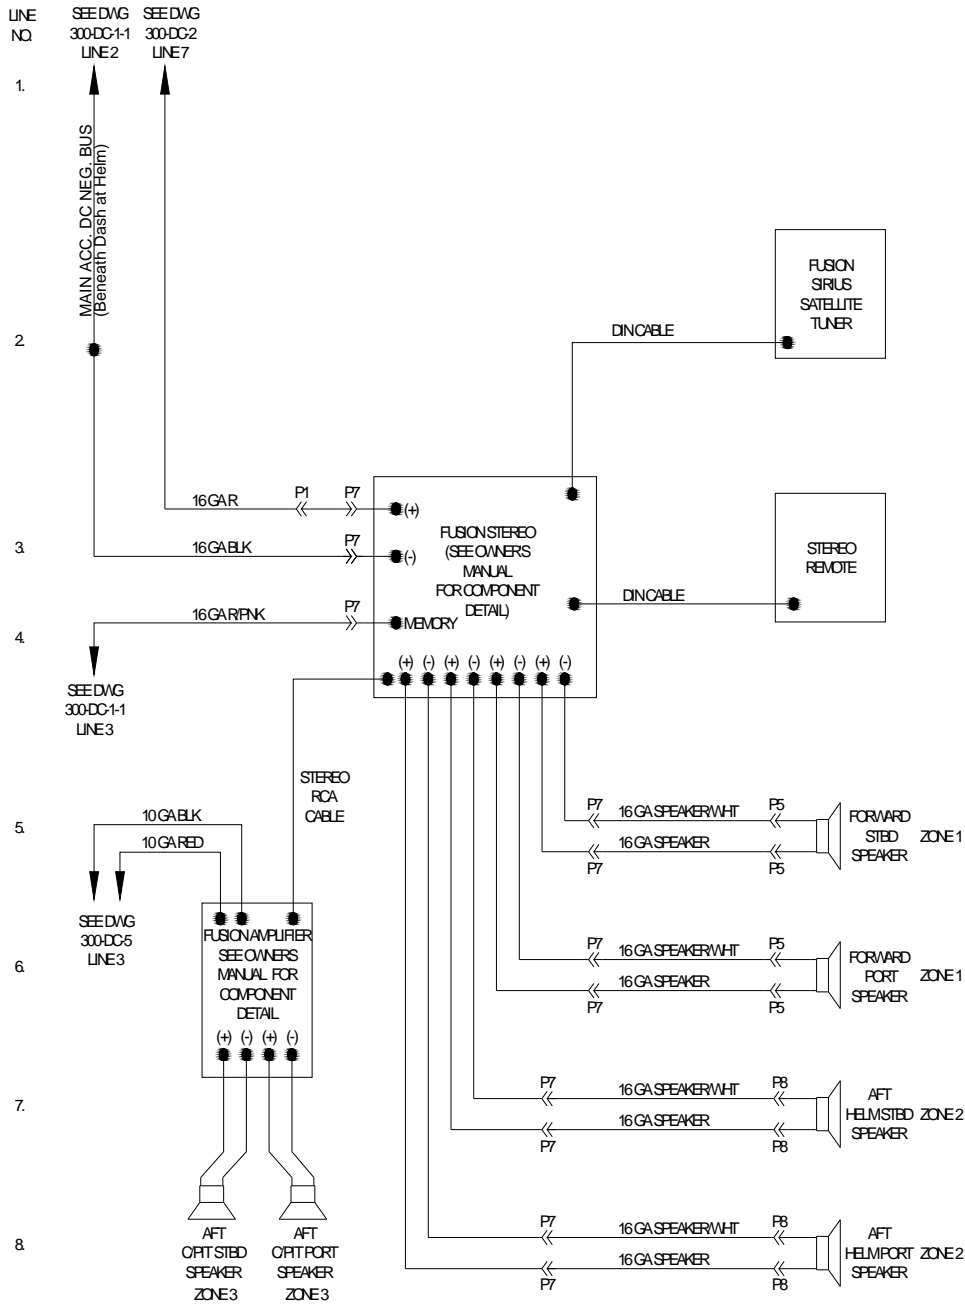 LINE
NO.
SEE DWG
300-DC-1-1
LINE 2
SEE DWG
300-DC-2
LINE 7
1.
MAIN ACC. DC NEG. BUS
(Beneath Dash at Helm)
FUSION
SIRIUS
SATELLITE
TUNER
2.
DIN CABLE
16 GA R
P1
P7
(+)
FUSION STEREO
(SEE OWNERS
MANUAL
FOR COMPONENT
DETAIL)
3.
16 GA BLK
P7
(-)
STEREO
REMOTE
DIN CABLE
4.
16 GA R/PNK
P7
MEMORY
(+) (-) (+) (-) (+) (-) (+) (-)
SEE DWG
300-DC-1-1
LINE 3
STEREO
RCA
CABLE
5.
10 GA BLK
10 GA RED
P7
16 GA SPEAKER/WHT
P5
16 GA SPEAKER
P7
P5
FORWARD
STBD
SPEAKER
ZONE 1
SEE DWG
300-DC-5
LINE 3
FUSION AMPLIFIER
SEE OWNERS
MANUAL FOR
COMPONENT
DETAIL
(+) (-) (+) (-)
6.
P7
16 GA SPEAKER/WHT
P5
16 GA SPEAKER
P7
P5
FORWARD
PORT
SPEAKER
ZONE 1
7.
P7
16 GA SPEAKER/WHT
P8
16 GA SPEAKER
P7
P8
AFT
HELM STBD
SPEAKER
ZONE 2
8.
AFT
C/PIT STBD
SPEAKER
ZONE 3
AFT
C/PIT PORT
SPEAKER
ZONE 3
P7
16 GA SPEAKER/WHT
P8
16 GA SPEAKER
P7
P8
AFT
HELM PORT
SPEAKER
ZONE 2